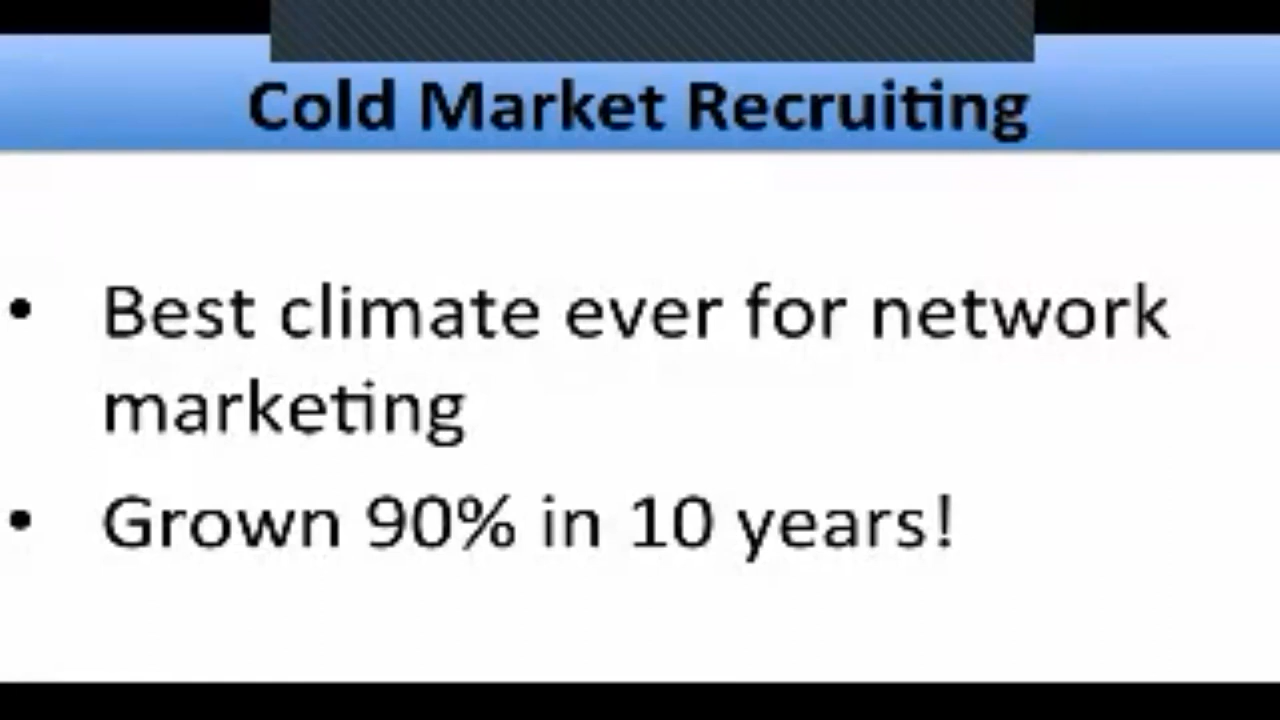 Cold Market Recruiting
• Best climate ever for network
marketing
• Grown 90% in 10 years!